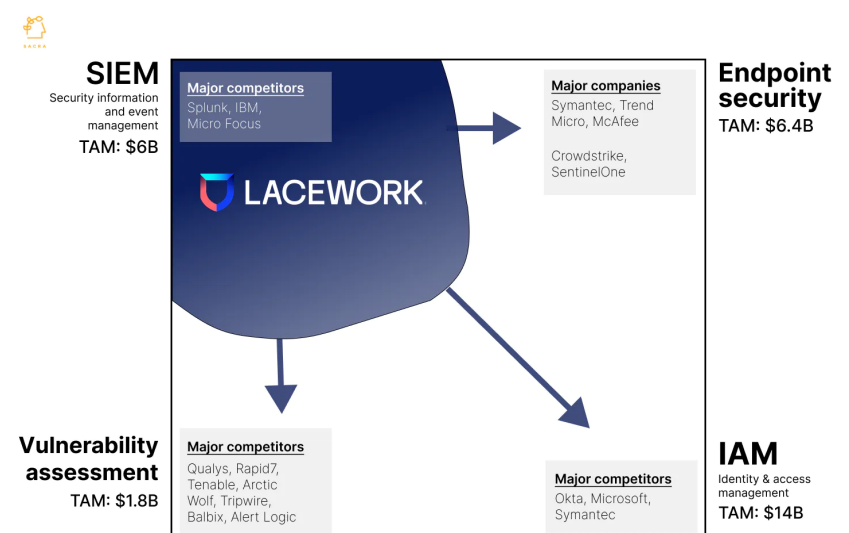 SACRA
SIEM
Security information
and event
management
TAM: $6B
Major competitors
Splunk, IBM,
Micro Focus
LACEWORK
Major companies
Symantec, Trend
Micro, McAfee
Crowdstrike,
SentinelOne
Endpoint
security
TAM: $6.4B
Vulnerability
assessment
TAM: $1.8B
Major competitors
Qualys, Rapid7,
Tenable, Arctic
Wolf, Tripwire,
Balbix, Alert Logic
Major competitors
Okta, Microsoft,
Symantec
IAM
Identity & access
management
TAM: $14B